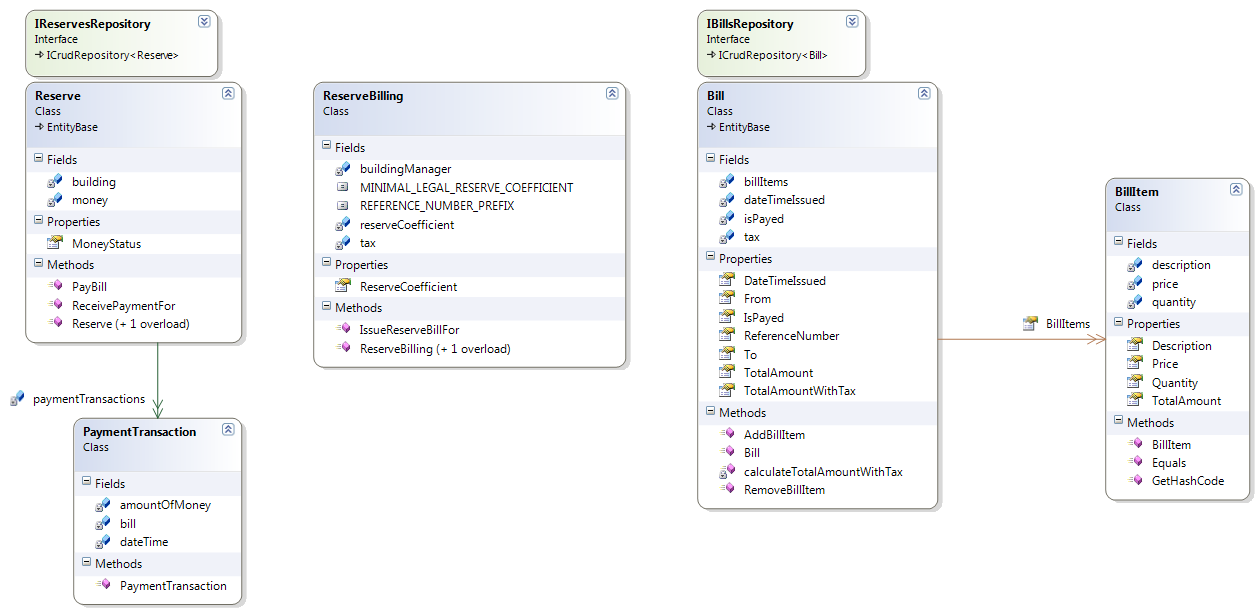 IReservesRepository
Interface
ICrudRepository<Reserve>
Reserve
Class
EntityBase
Fields
building
money
Properties
MoneyStatus
Methods
PayBill
ReceivePaymentFor
Reserve (+ 1 overload)
paymentTransactions
PaymentTransaction
Class
Fields
amountOfMoney
bill
dateTime
Methods
PaymentTransaction
ReserveBilling
Class
Fields
buildingManager
MINIMAL_LEGAL_RESERVE_COEFFICIENT
REFERENCE_NUMBER_PREFIX
reserveCoefficient
tax
Properties
ReserveCoefficient
Methods
IssueReserveBillFor
ReserveBilling (+ 1 overload)
IBillsRepository
Interface
ICrudRepository<Bill>
Bill
Class
EntityBase
Fields
billItems
dateTimeIssued
isPayed
tax
Properties
DateTimeIssued
From
IsPayed
ReferenceNumber
To
TotalAmount
TotalAmountWithTax
Methods
AddBillItem
Bill
calculateTotalAmountWithTax
RemoveBillItem
BillItems
BillItem
Class
Fields
description
price
quantity
Properties
Description
Price
Quantity
TotalAmount
Methods
BillItem
Equals
GetHashCode